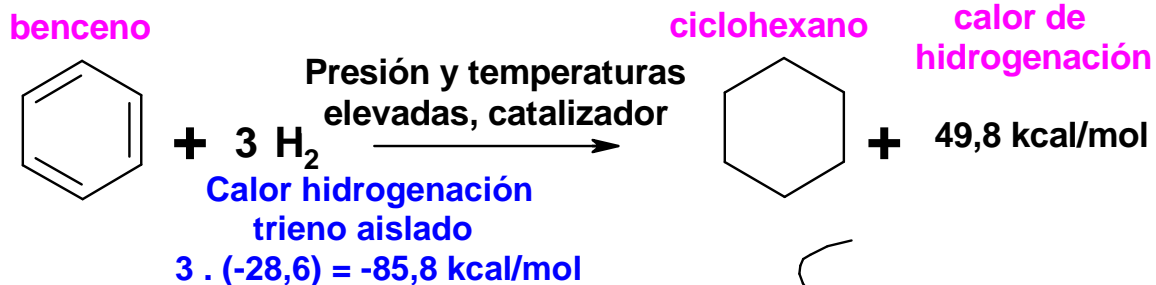 benceno
ciclohexano
calor de
hidrogenación
Presión y temperaturas
elevadas, catalizador
+ 3 H₂
+ 49,8 kcal/mol
Calor hidrogenación
trieno aislado
3 . (-28,6) = -85,8 kcal/mol